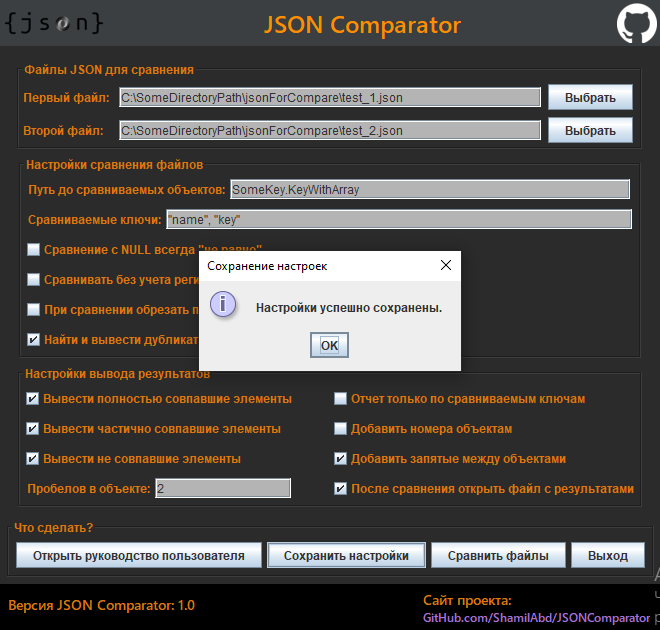 {json}
JSON Comparator
Файлы JSON для сравнения
Первый файл: C:\SomeDirectoryPath\jsonForCompare\test_1.json Выбрать
Второй файл: C:\SomeDirectoryPath\jsonForCompare\test_2.json Выбрать
Настройки сравнения файлов
Путь до сравниваемых объектов: SomeKey.KeyWithArray
Сравниваемые ключи: "name", "key"
Сравнение с NULL всегда "не равно"
Сравнивать без учета
При сравнении обрезать
Найти и вывести
Сохранение настроек
Настройки успешно сохранены.
OK
Настройки вывода результатов
Вывести полностью совпавшие элементы
Отчет только по сравниваемым ключам
Вывести частично совпавшие элементы
Добавить номера объектам
Вывести не совпавшие элементы
Добавить запятые между объектами
Пробелов в объекте: 2
После сравнения открыть файл с результатами
Что сделать?
Открыть руководство пользователя Сохранить настройки Сравнить файлы Выход
Версия JSON Comparator: 1.0
Сайт проекта:
GitHub.com/ShamilAbd/JSONComparator